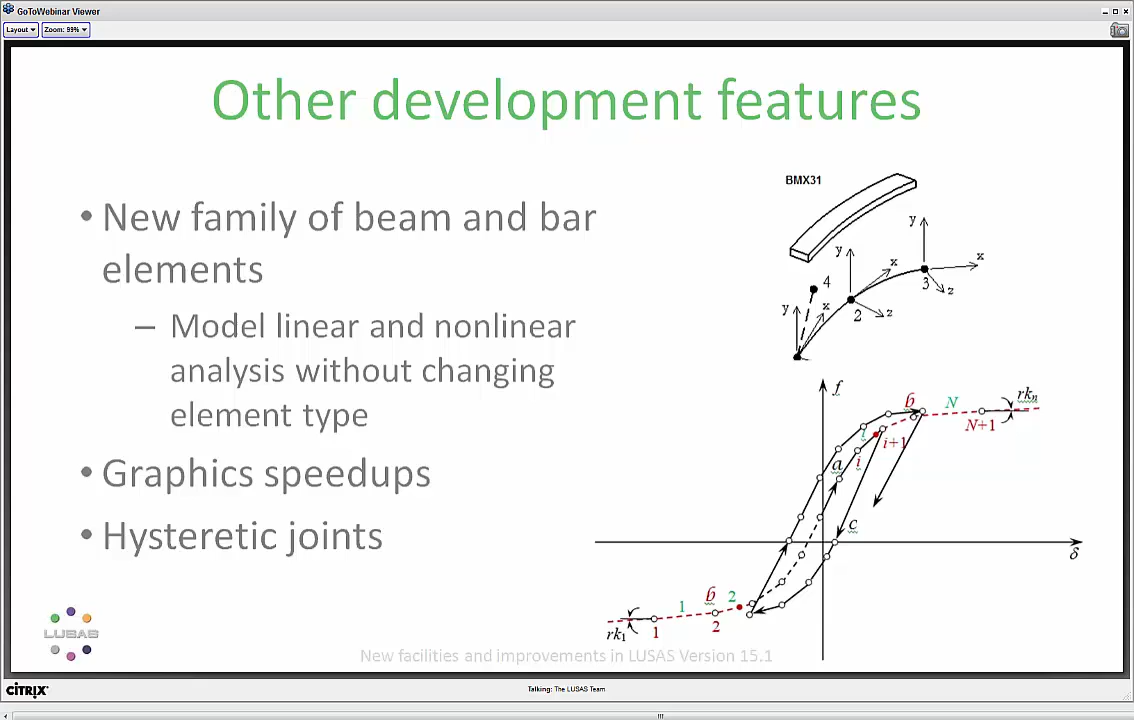 GoToWebinar Viewer
Layout
Zoom: 99%
Other development features
• New family of beam and bar
elements
– Model linear and nonlinear
analysis without changing
element type
• Graphics speedups
• Hysteretic joints
BMX31
y
x
y
x
3
z
4
2
z
y
x
f
b
N
rkn
N+1
i
i+1
a
i
c
δ
b
2
1
rk1
1
2
LUSAS
New facilities and improvements in LUSAS Version 15.1
CITRIX
Talking: The LUSAS Team